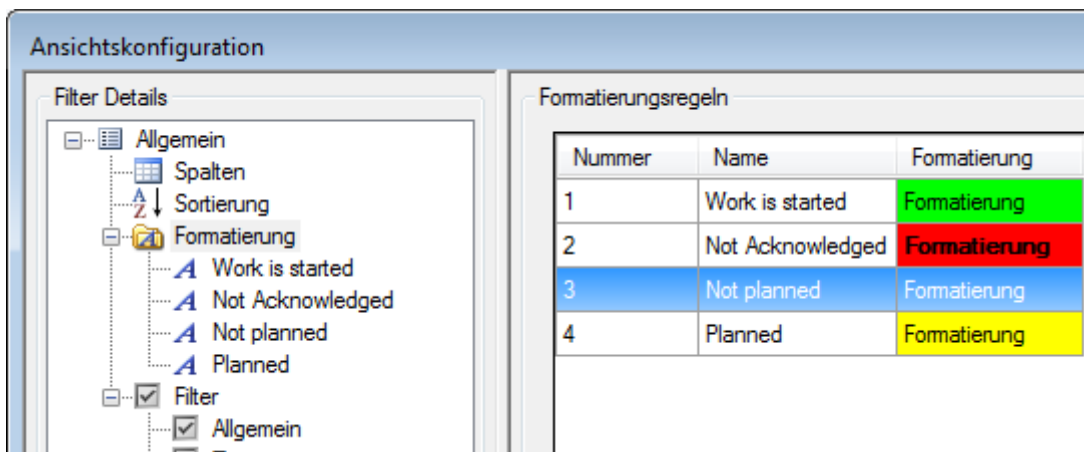 Ansichtskonfiguration
Filter Details
Allgemein
Spalten
Sortierung
Formatierung
Work is started
Not Acknowledged
Not planned
Planned
Filter
Allgemein
Formatierungsregeln
Nummer Name Formatierung
1 Work is started Formatierung
2 Not Acknowledged Formatierung
3 Not planned Formatierung
4 Planned Formatierung